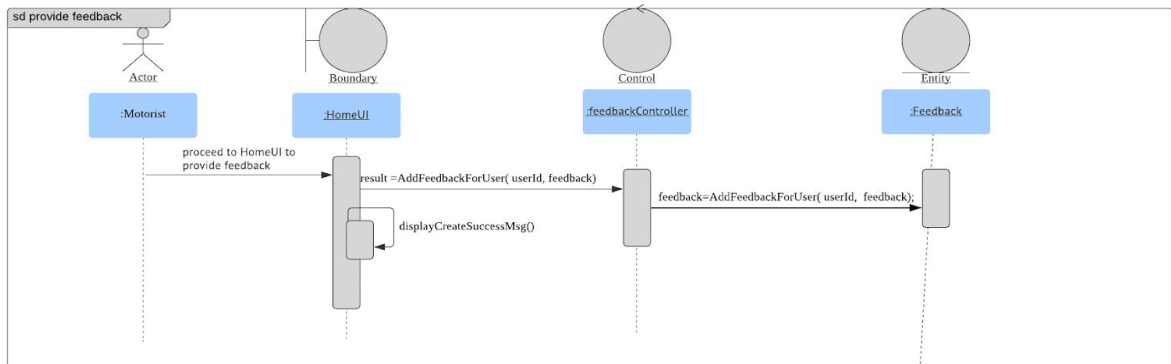 sd provide feedback
Actor
Boundary
Control
Entity
:Motorist
:HomeUI
:feedbackController
:Feedback
proceed to HomeUI to
provide feedback
result =AddFeedbackForUser( userId, feedback)
feedback=AddFeedbackForUser( userId, feedback);
displayCreateSuccessMsg()